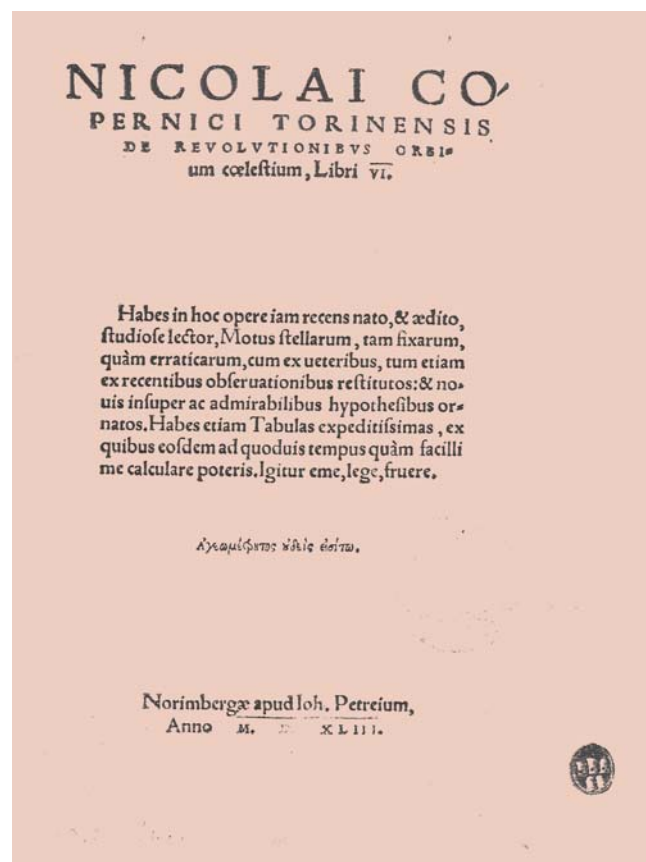 NICOLAI CO-
PERNICI TORINENSIS
DE REVOLVTIONIBVS ORBI-
um cœleſtium, Libri VI.
Habes in hoc opere iam recens nato, & ædito,
ſtudioſe lector, Motus ſtellarum, tam fixarum,
quàm erraticarum, cum ex ueteribus, tum etiam
ex recentibus obſeruationibus reſtitutos: & no-
uis inſuper ac admirabilibus hypotheſibus or-
natos. Habes etiam Tabulas expeditiſsimas, ex
quibus eoſdem ad quoduis tempus quàm facilli
me calculare poteris. Igitur eme, lege, fruere.
Norimbergæ apud Ioh. Petreium,
Anno M. XLIII.